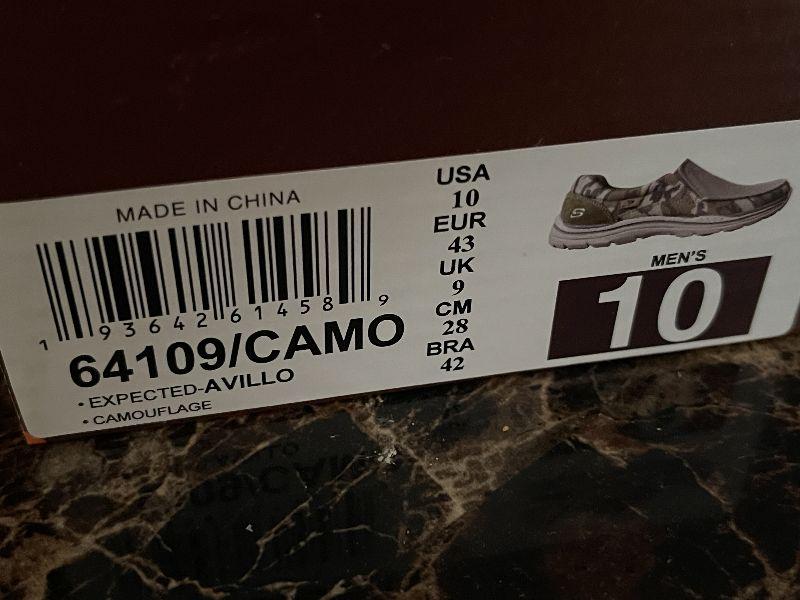 MADE IN CHINA
1 93642 61458 9
64109/CAMO
• EXPECTED-AVILLO
• CAMOUFLAGE
USA
10
EUR
43
UK
9
CM
28
BRA
42
S
MEN'S
10